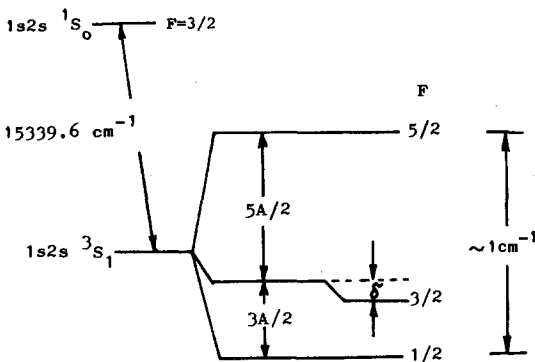 1s2s ¹S₀ F=3/2
F
15339.6 cm⁻¹
5/2
5A/2
1s2s ³S₁
~1cm⁻¹
δ̃
3/2
3A/2
1/2